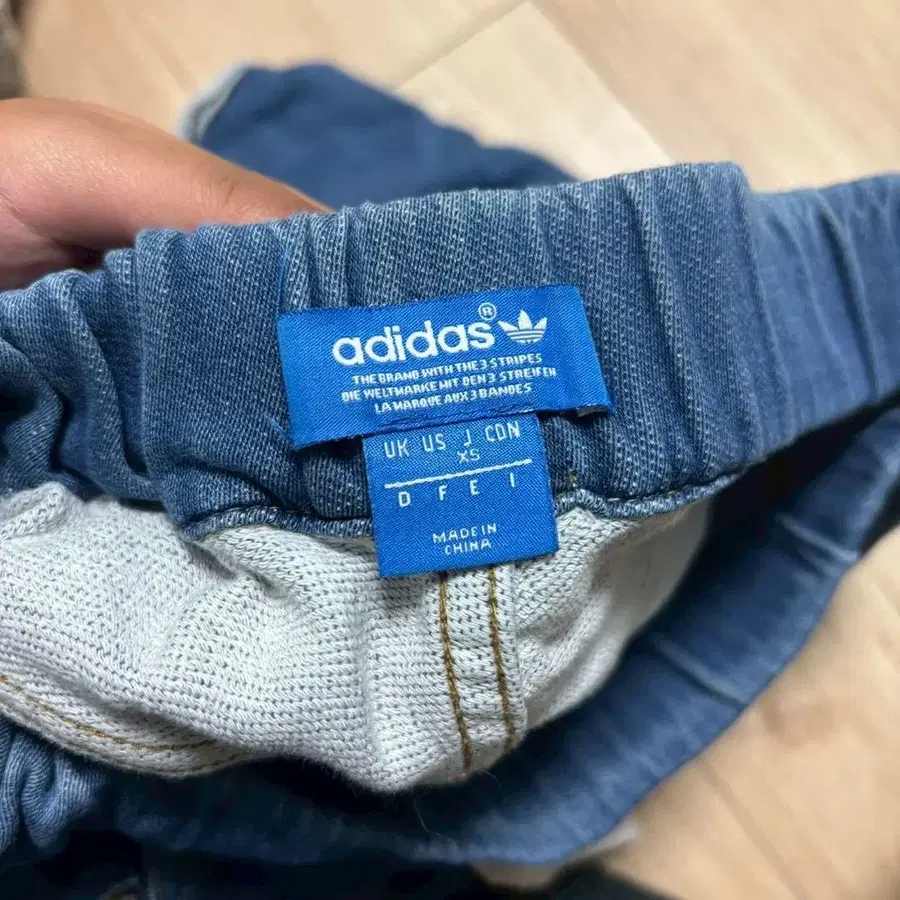 adidas®
THE BRAND WITH THE 3 STRIPES
DIE WELTMARKE MIT DEN 3 STREIFEN
LA MARQUE AUX 3 BANDES
UK US J CDN
XS
D F E I
MADE IN
CHINA